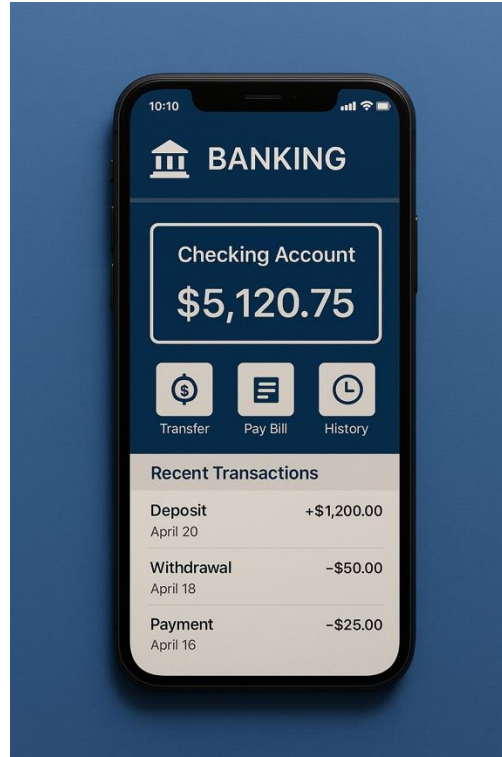 10:10
BANKING
Checking Account
$5,120.75
$
Transfer
Pay Bill
History
Recent Transactions
Deposit
+$1,200.00
April 20
Withdrawal
-$50.00
April 18
Payment
-$25.00
April 16